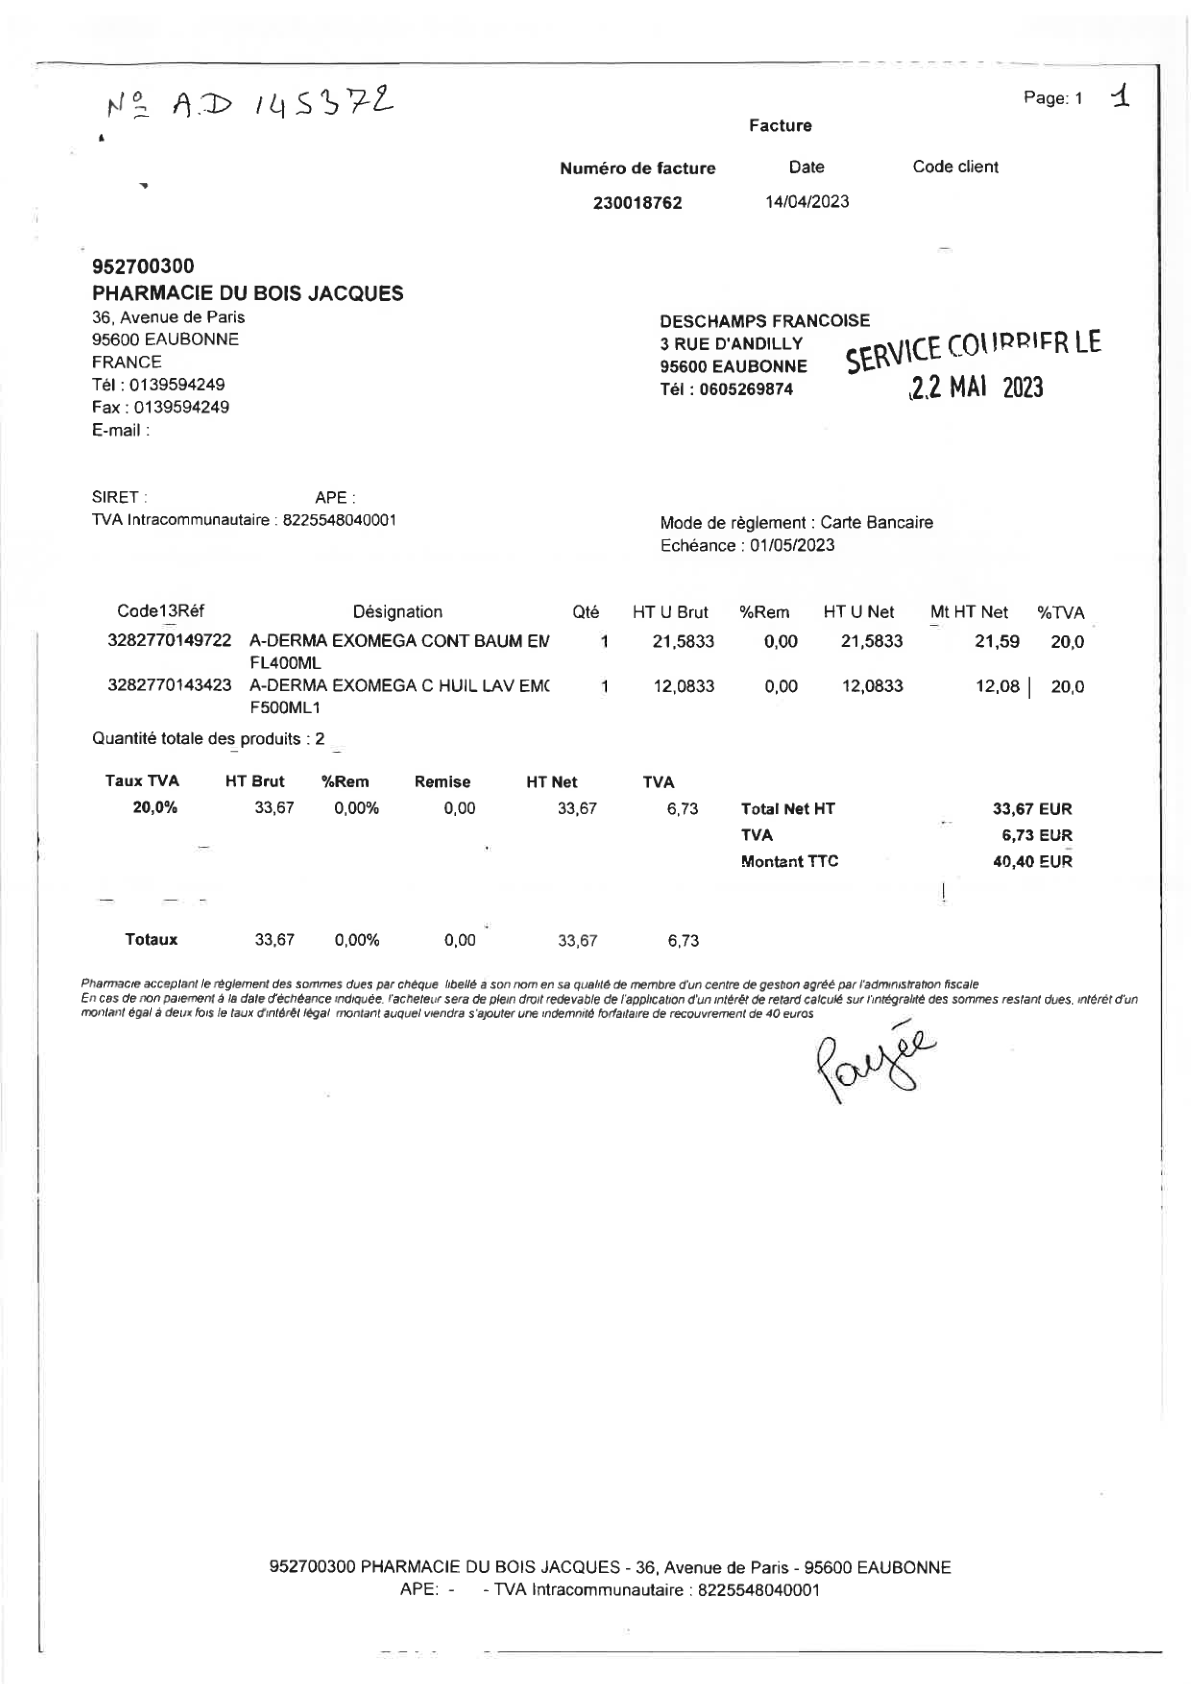 Nº A.D 145372
Page: 1 1
Facture
Numéro de facture Date Code client
230018762 14/04/2023
952700300
PHARMACIE DU BOIS JACQUES
36, Avenue de Paris
95600 EAUBONNE
FRANCE
Tél : 0139594249
Fax : 0139594249
E-mail :
DESCHAMPS FRANCOISE
3 RUE D'ANDILLY
95600 EAUBONNE
Tél : 0605269874
SERVICE COURRIER LE
22 MAI 2023
SIRET : APE :
TVA Intracommunautaire : 8225548040001
Mode de règlement : Carte Bancaire
Echéance : 01/05/2023
Code13Réf Désignation Qté HT U Brut %Rem HT U Net Mt HT Net %TVA
3282770149722 A-DERMA EXOMEGA CONT BAUM EM 1 21,5833 0,00 21,5833 21,59 20,0
FL400ML
3282770143423 A-DERMA EXOMEGA C HUIL LAV EMO 1 12,0833 0,00 12,0833 12,08 20,0
F500ML1
Quantité totale des produits : 2
Taux TVA HT Brut %Rem Remise HT Net TVA
20,0% 33,67 0,00% 0,00 33,67 6,73 Total Net HT 33,67 EUR
TVA 6,73 EUR
Montant TTC 40,40 EUR
Totaux 33,67 0,00% 0,00 33,67 6,73
Pharmacie acceptant le règlement des sommes dues par chèque libellé à son nom en sa qualité de membre d'un centre de gestion agréé par l'administration fiscale
En cas de non paiement à la date d'échéance indiquée, l'acheteur sera de plein droit redevable de l'application d'un intérêt de retard calculé sur l'intégralité des sommes restant dues, intérêt d'un
montant égal à deux fois le taux d'intérêt légal montant auquel viendra s'ajouter une indemnité forfaitaire de recouvrement de 40 euros
Payée
952700300 PHARMACIE DU BOIS JACQUES - 36, Avenue de Paris - 95600 EAUBONNE
APE: - - TVA Intracommunautaire : 8225548040001